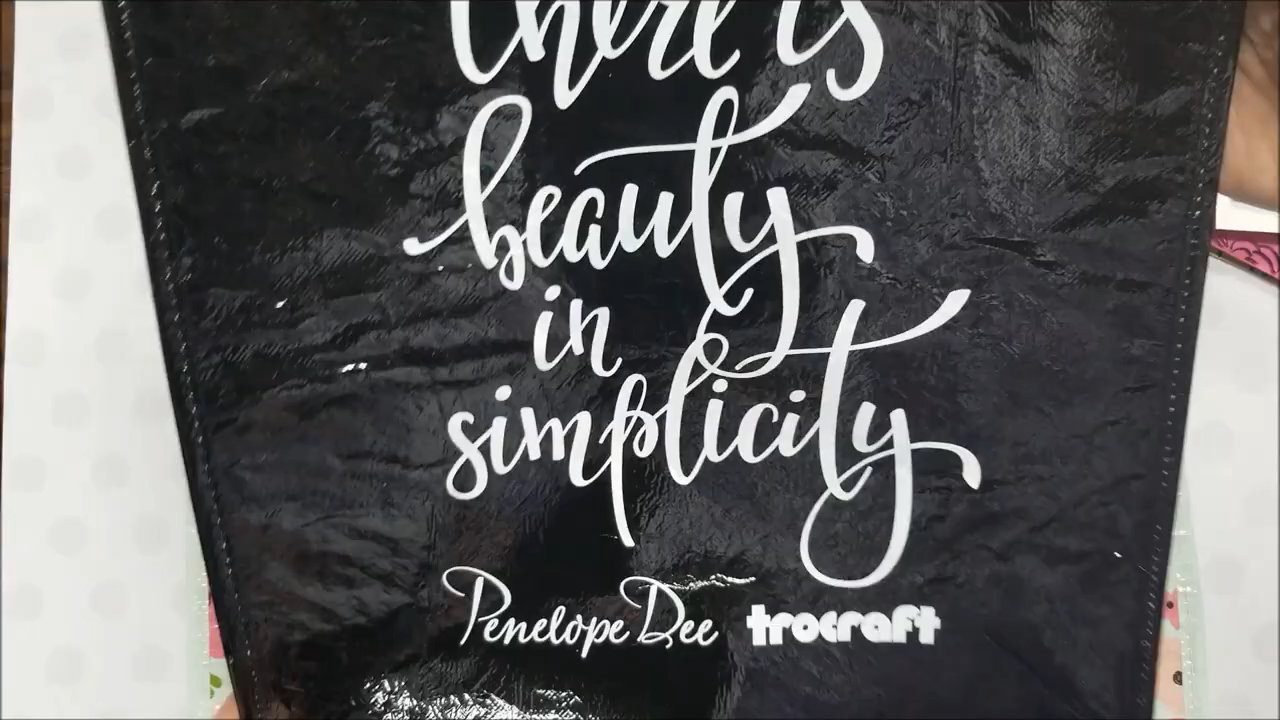 there is
beauty
in
simplicity
Penelope Dee trocraft